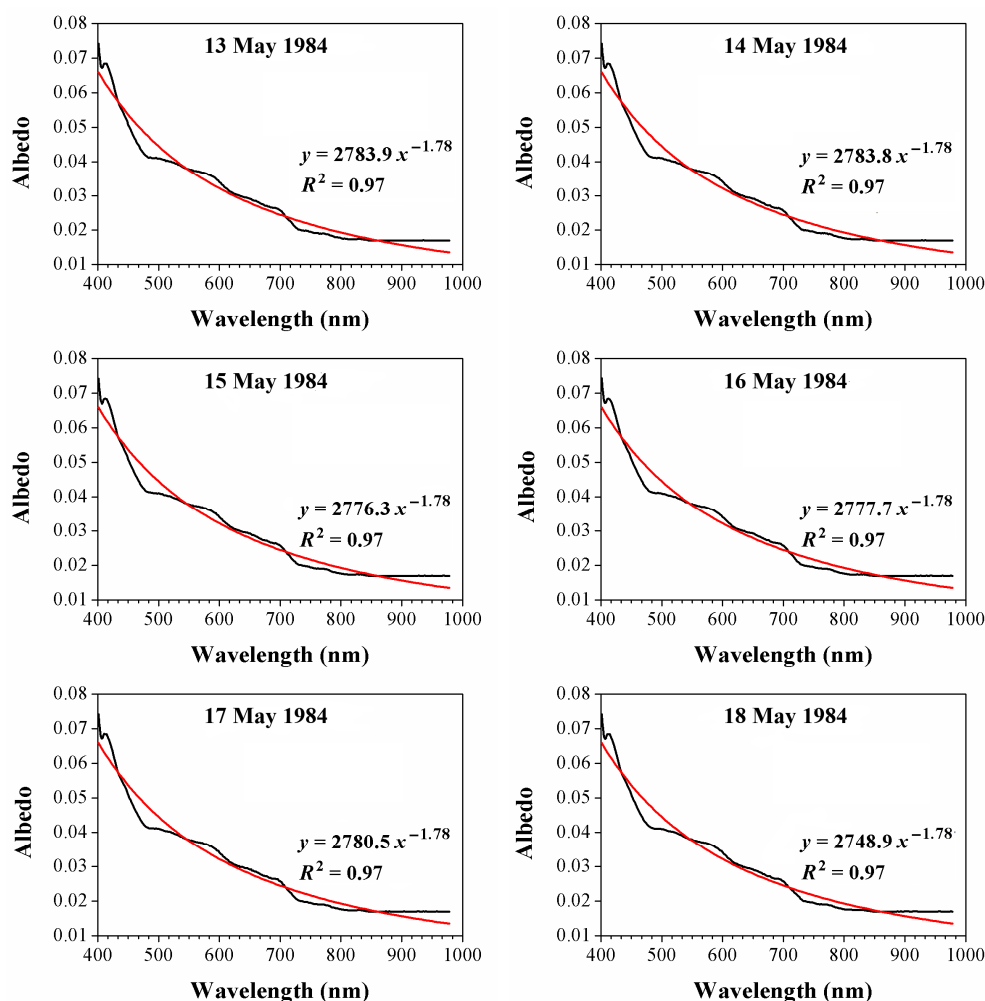 13 May 1984
0.08
0.07
0.06
0.05
0.04
0.03
0.02
0.01
Albedo
y = 2783.9 x^−1.78
R² = 0.97
400 500 600 700 800 900 1000
Wavelength (nm)
14 May 1984
0.08
0.07
0.06
0.05
0.04
0.03
0.02
0.01
Albedo
y = 2783.8 x^−1.78
R² = 0.97
400 500 600 700 800 900 1000
Wavelength (nm)
15 May 1984
0.08
0.07
0.06
0.05
0.04
0.03
0.02
0.01
Albedo
y = 2776.3 x^−1.78
R² = 0.97
400 500 600 700 800 900 1000
Wavelength (nm)
16 May 1984
0.08
0.07
0.06
0.05
0.04
0.03
0.02
0.01
Albedo
y = 2777.7 x^−1.78
R² = 0.97
400 500 600 700 800 900 1000
Wavelength (nm)
17 May 1984
0.08
0.07
0.06
0.05
0.04
0.03
0.02
0.01
Albedo
y = 2780.5 x^−1.78
R² = 0.97
400 500 600 700 800 900 1000
Wavelength (nm)
18 May 1984
0.08
0.07
0.06
0.05
0.04
0.03
0.02
0.01
Albedo
y = 2748.9 x^−1.78
R² = 0.97
400 500 600 700 800 900 1000
Wavelength (nm)